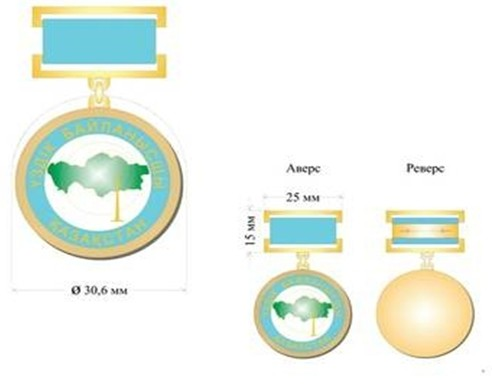 ҮЗДІК БАЙЛАНЫСШЫ
ҚАЗАҚСТАН
Ø 30,6 мм
Аверс
Реверс
25 мм
15 мм